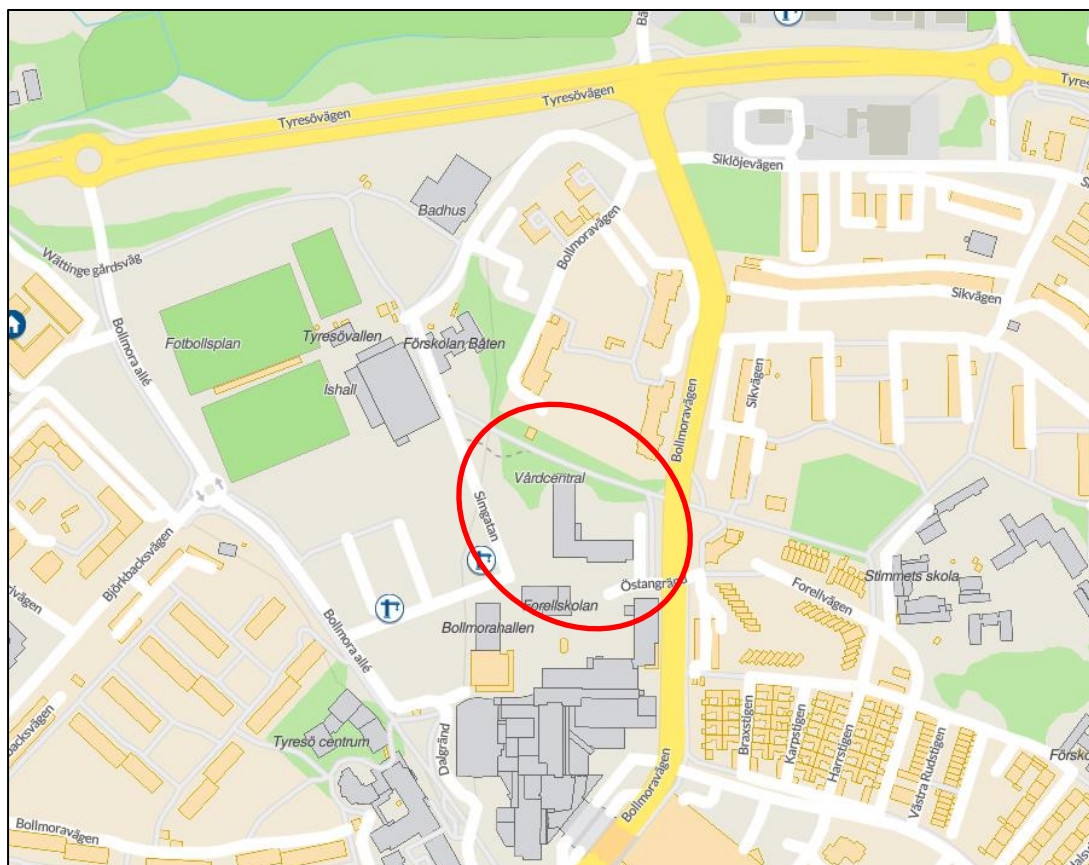 Tyresövägen
Tyresövägen
Siklöjevägen
Badhus
Bollmoravägen
Wättinge gårdsväg
Sikvägen
Fotbollsplan
Tyresövallen
Förskolan Båten
Bollmora allé
Ishall
Sikvägen
Bollmoravägen
Vårdcentral
Simgatan
Björkbacksvägen
Stimmets skola
Östangränd
Forellvägen
Forellskolan
Bollmorahallen
Bollmora allé
Tyresö centrum
Dalgränd
Braxstigen
Karpstigen
Harrstigen
Västra Rudstigen
Bollmoravägen
Bollmoravägen